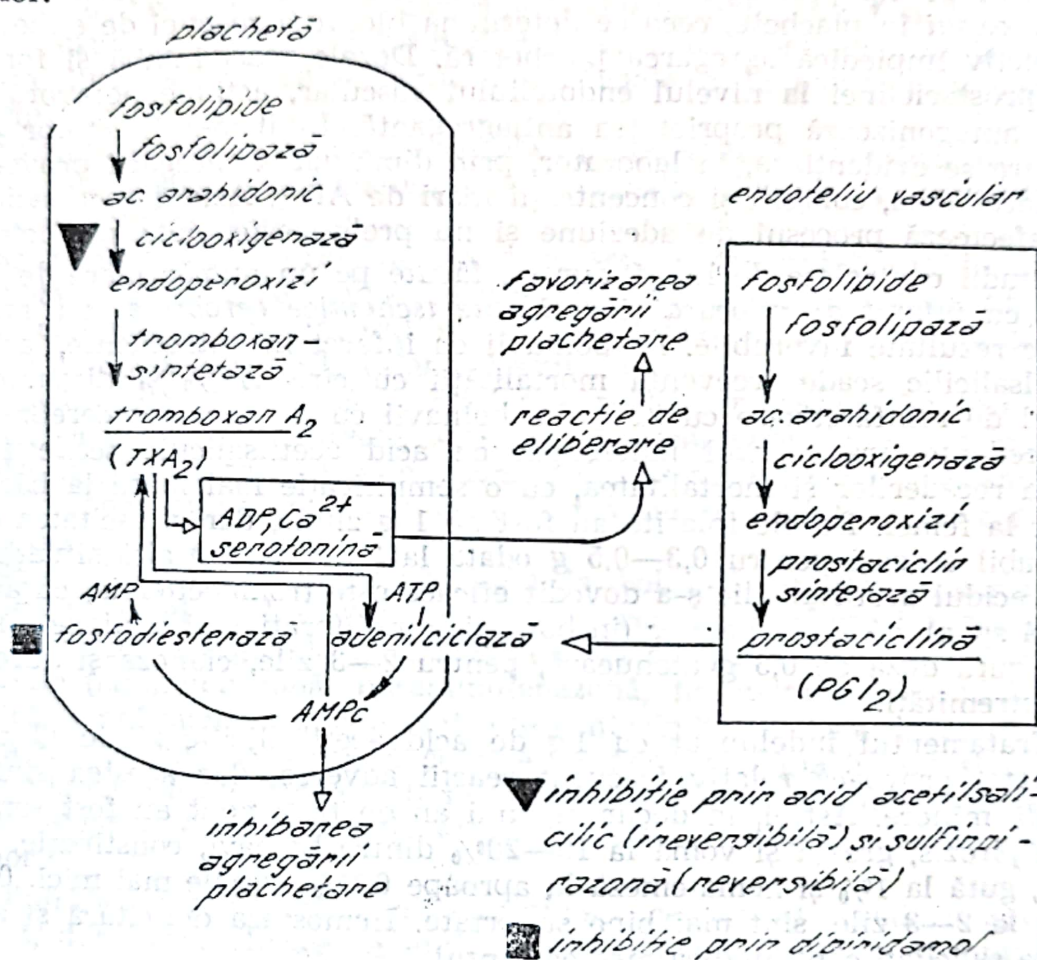 plachetă
fosfolipide
fosfolipază
ac. arahidonic
ciclooxigenază
endoperoxizi
tromboxan-
sintetază
tromboxan A₂
(TXA₂)
ADP, Ca²⁺
serotonină
AMP
ATP
fosfodiesterază
adenilciclază
AMPc
inhibarea
agregării
plachetare
favorizarea
agregării
plachetare
reacție de
eliberare
endoteliu vascular
fosfolipide
fosfolipază
ac. arahidonic
ciclooxigenază
endoperoxizi
prostaciclin
sintetază
prostaciclină
(PGI₂)
inhibiție prin acid acetilsali-
cilic (ireversibilă) și sulfinpi-
razonă (reversibilă)
inhibiție prin dipiridamol